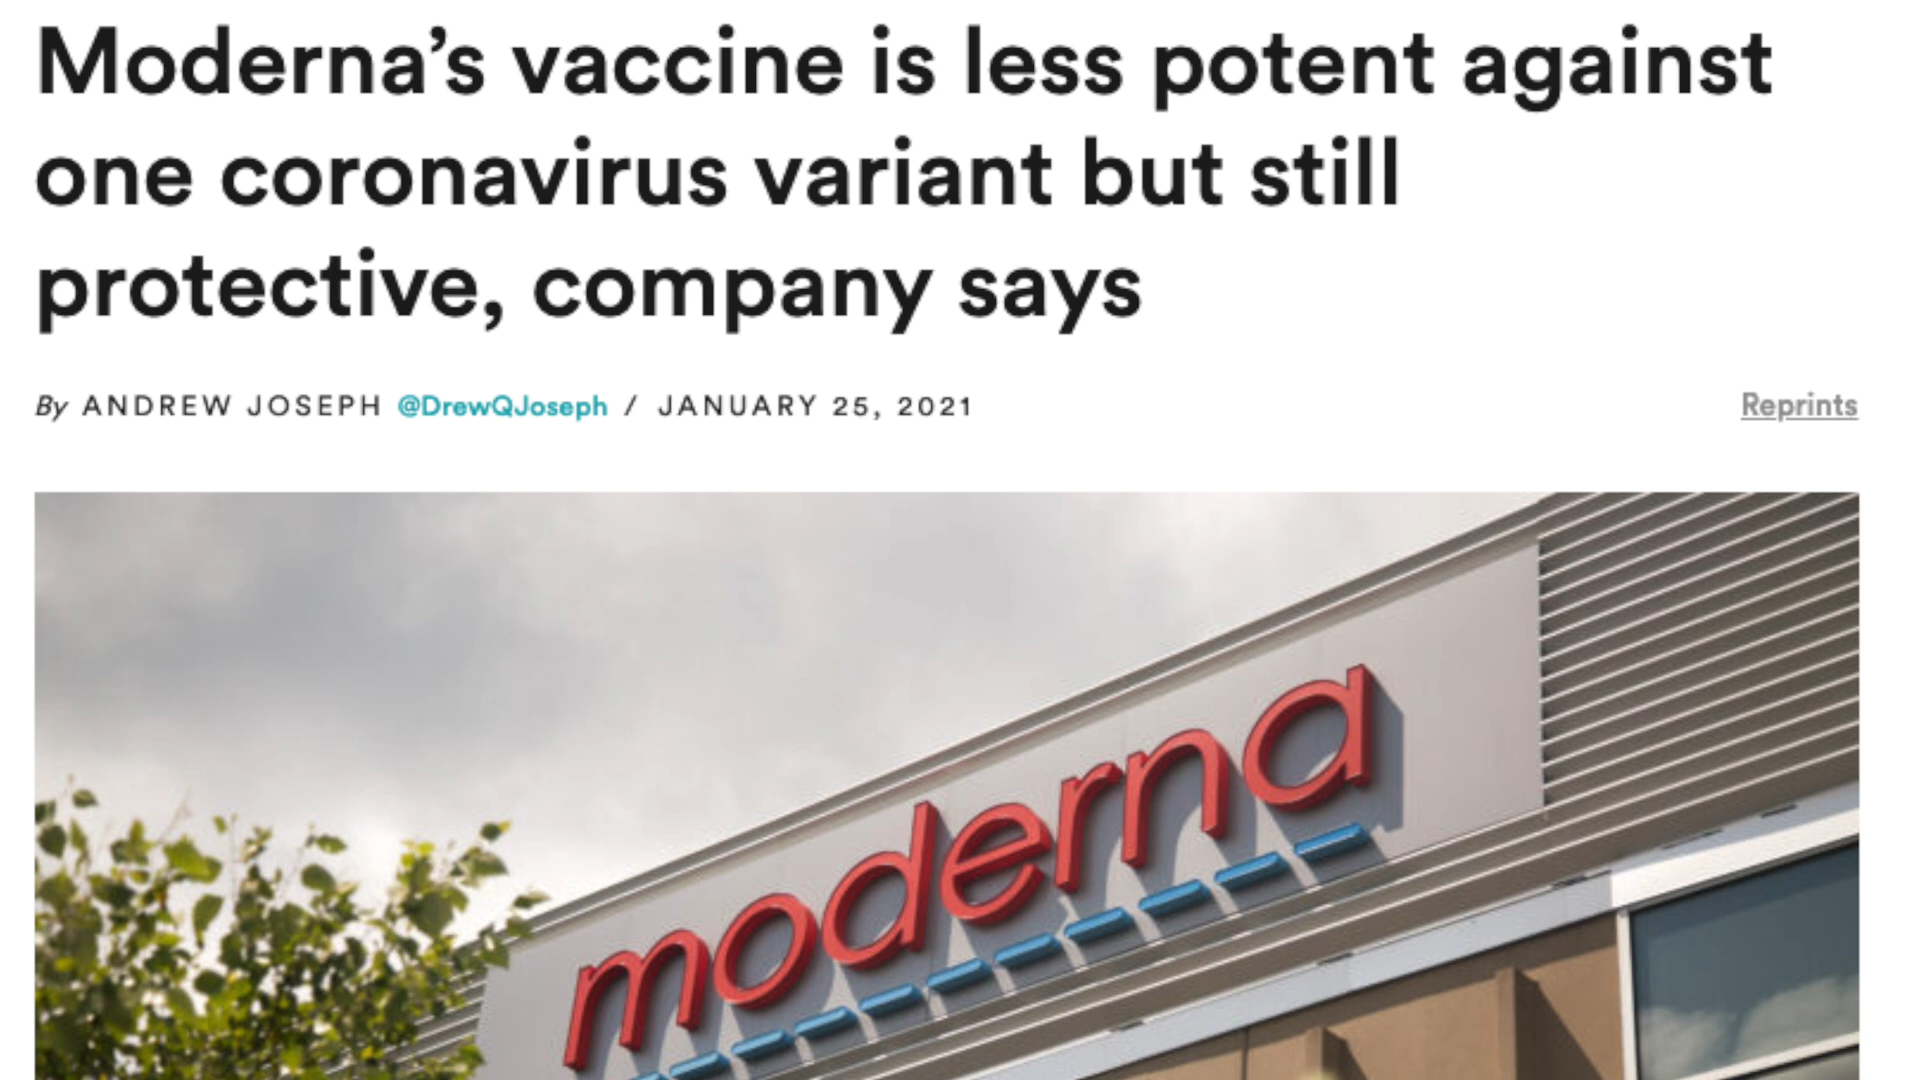 Moderna’s vaccine is less potent against
one coronavirus variant but still
protective, company says
By ANDREW JOSEPH @DrewQJoseph / JANUARY 25, 2021
Reprints
moderna